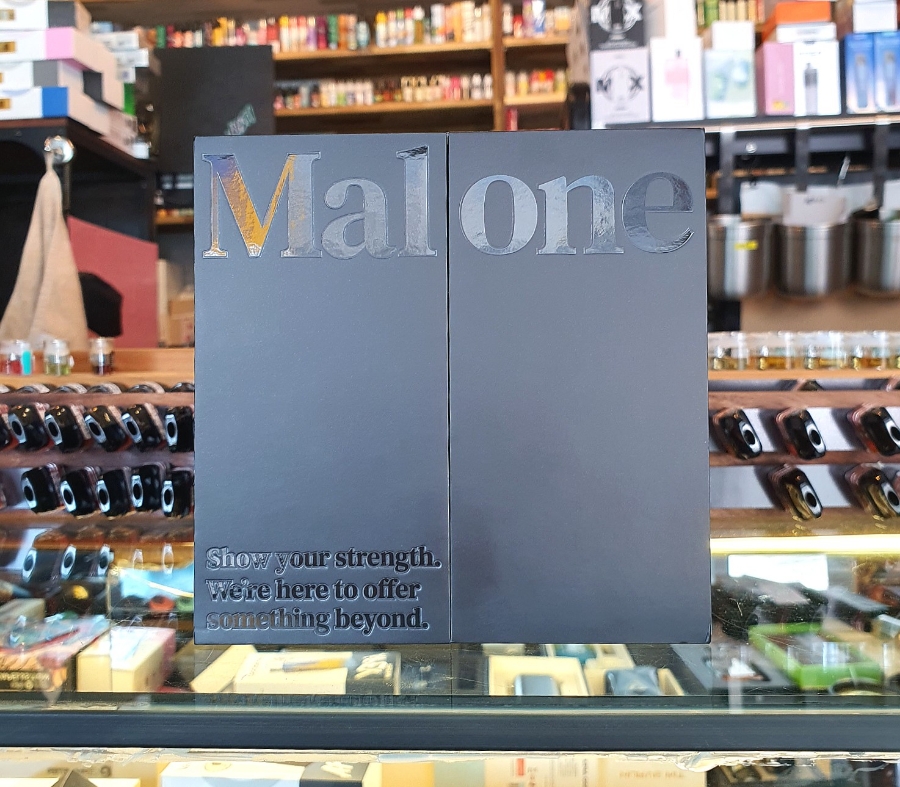 Malone
Show your strength.
We're here to offer
something beyond.